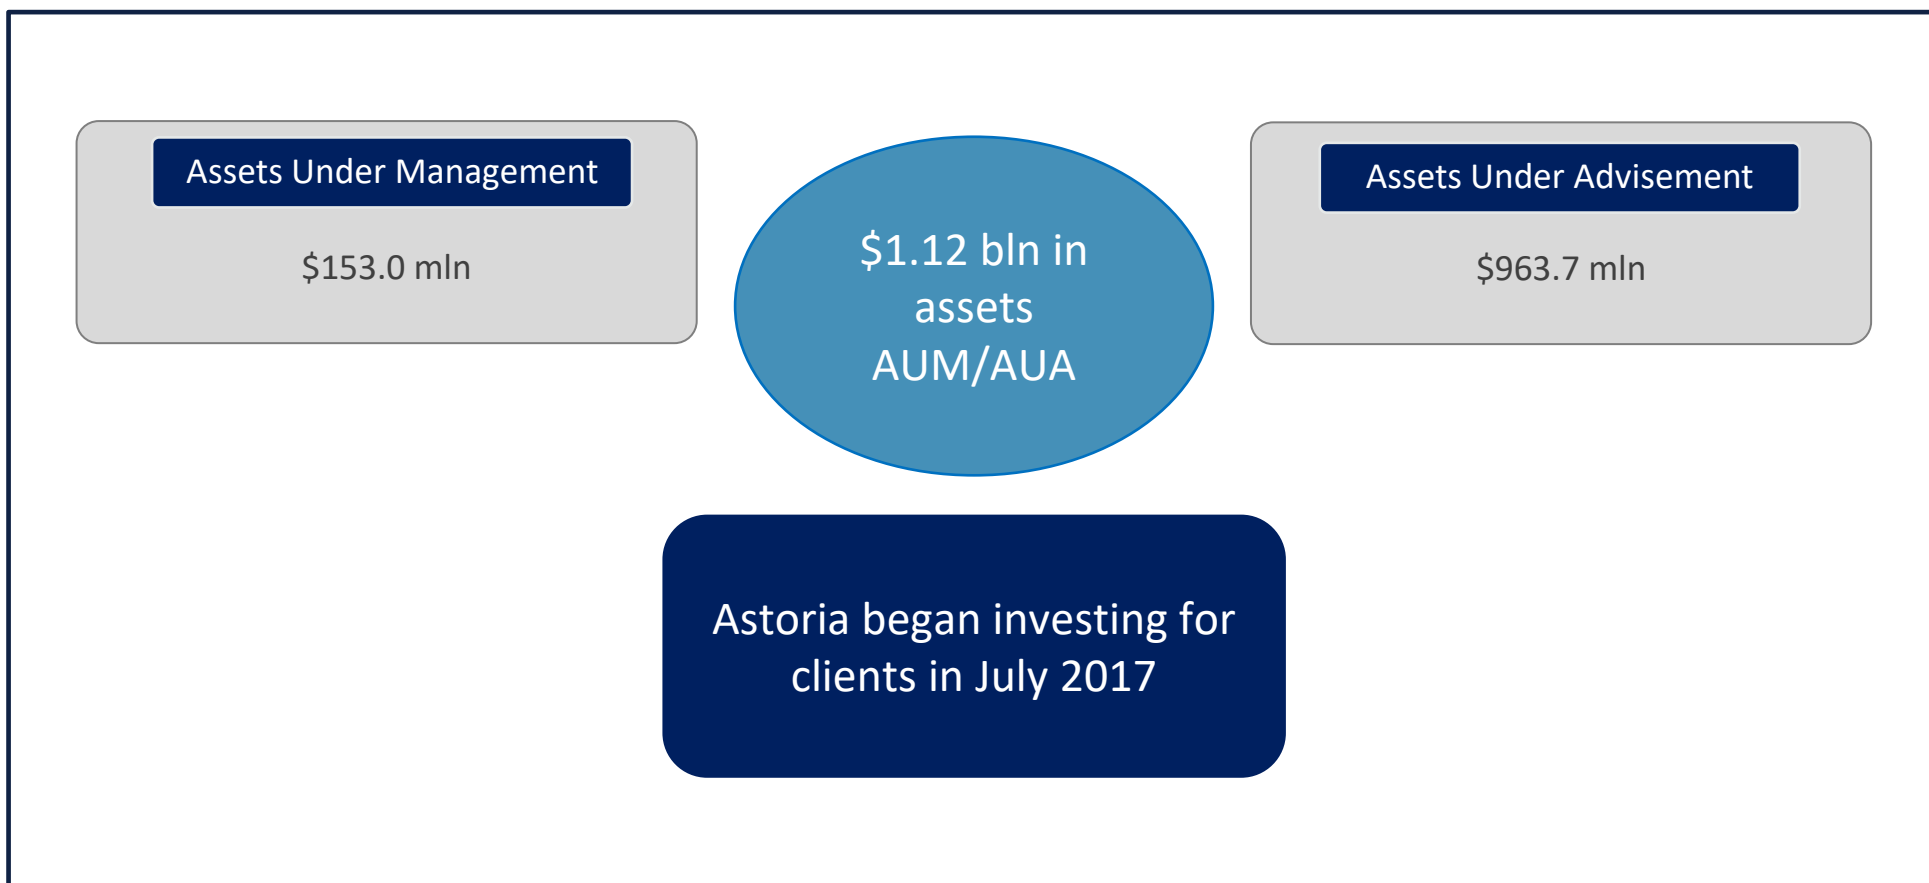 Assets Under Management
$153.0 mln
$1.12 bln in
assets
AUM/AUA
Assets Under Advisement
$963.7 mln
Astoria began investing for
clients in July 2017